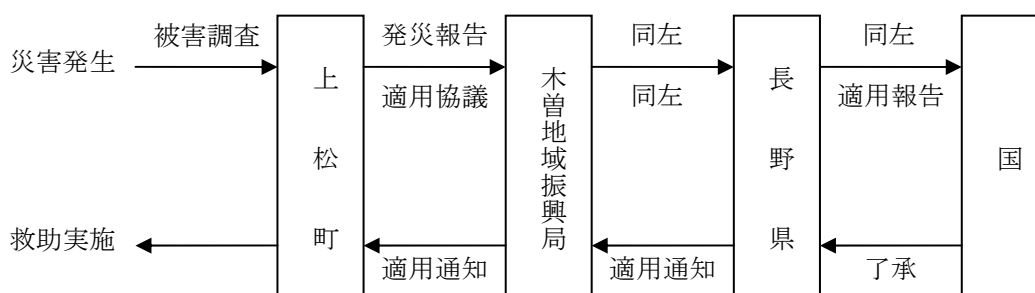 災害発生
被害調査
上松町
発災報告
適用協議
木曽地域振興局
同左
同左
長野県
同左
適用報告
国
救助実施
適用通知
適用通知
了承